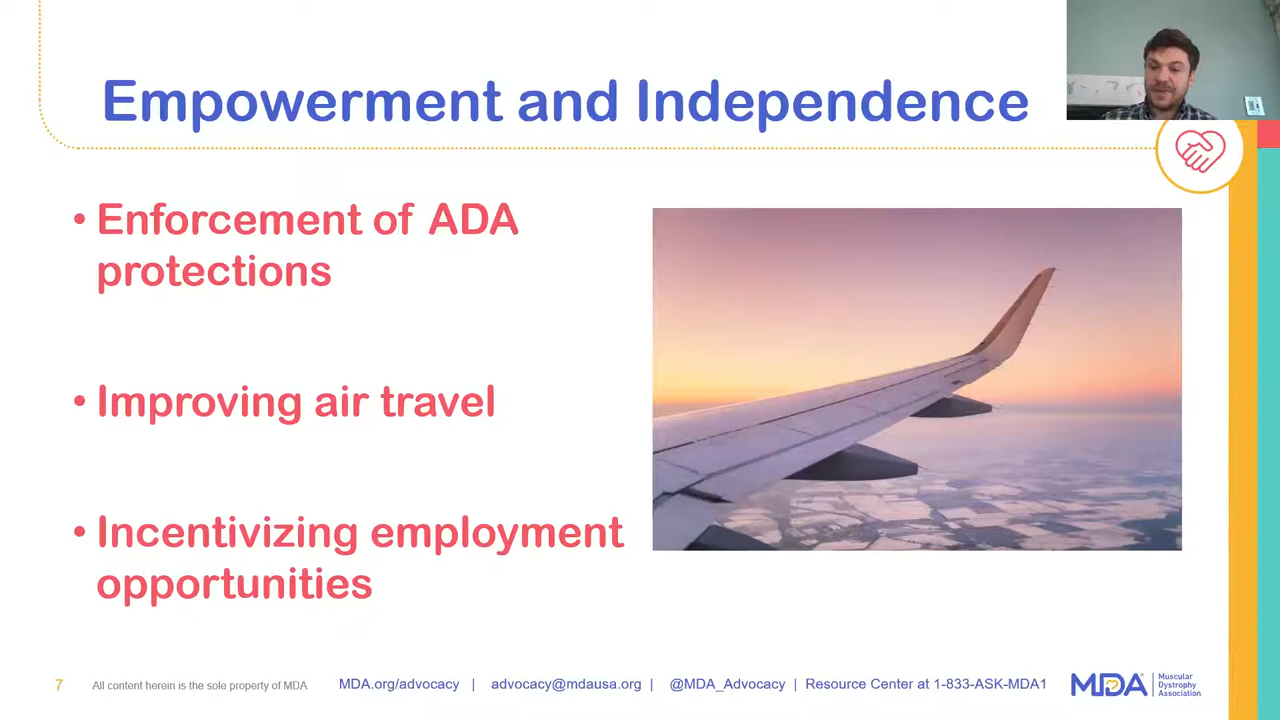 Empowerment and Independence
• Enforcement of ADA
protections
• Improving air travel
• Incentivizing employment
opportunities
7 All content herein is the sole property of MDA MDA.org/advocacy | advocacy@mdausa.org | @MDA_Advocacy | Resource Center at 1-833-ASK-MDA1
MDA
Muscular
Dystrophy
Association